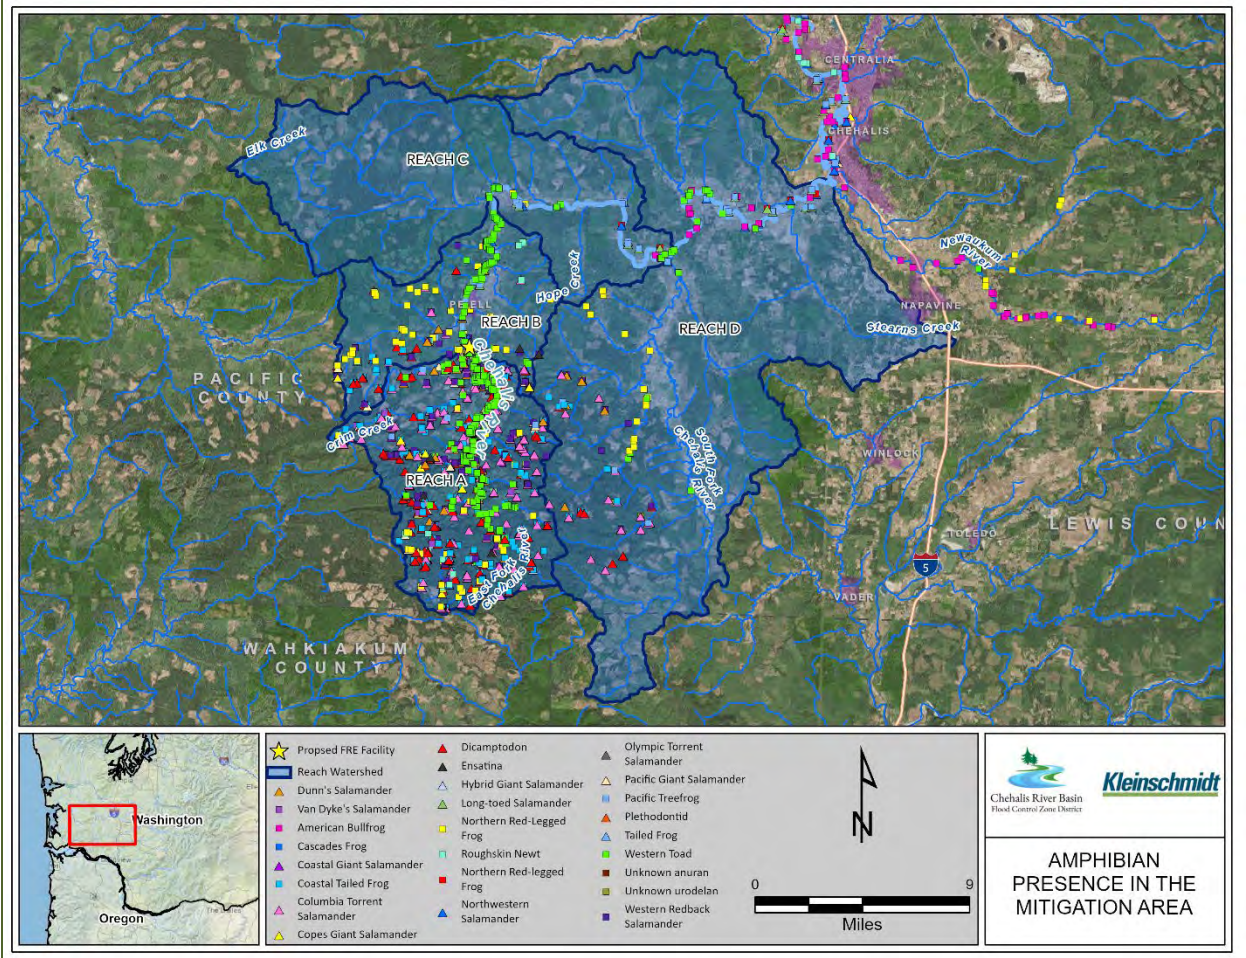 CENTRALIA
CHEHALIS
Elk Creek
REACH C
Newaukum
River
Hope Creek
NAPAVINE
PE ELL
REACH B
REACH D
Stearns Creek
Chehalis River
PACIFIC
COUNTY
Crim Creek
South Fork
Chehalis River
WINLOCK
REACH A
LEWIS COUN
TOLEDO
East Fork
Chehalis River
5
VADER
WAHKIAKUM
COUNTY
Washington
Oregon
Propsed FRE Facility
Reach Watershed
Dunn's Salamander
Van Dyke's Salamander
American Bullfrog
Cascades Frog
Coastal Giant Salamander
Coastal Tailed Frog
Columbia Torrent
Salamander
Copes Giant Salamander
Dicamptodon
Ensatina
Hybrid Giant Salamander
Long-toed Salamander
Northern Red-Legged
Frog
Roughskin Newt
Northern Red-legged
Frog
Northwestern
Salamander
Olympic Torrent
Salamander
Pacific Giant Salamander
Pacific Treefrog
Plethodontid
Tailed Frog
Western Toad
Unknown anuran
Unknown urodelan
Western Redback
Salamander
N
0 9
Miles
Chehalis River Basin
Flood Control Zone District
Kleinschmidt
AMPHIBIAN
PRESENCE IN THE
MITIGATION AREA